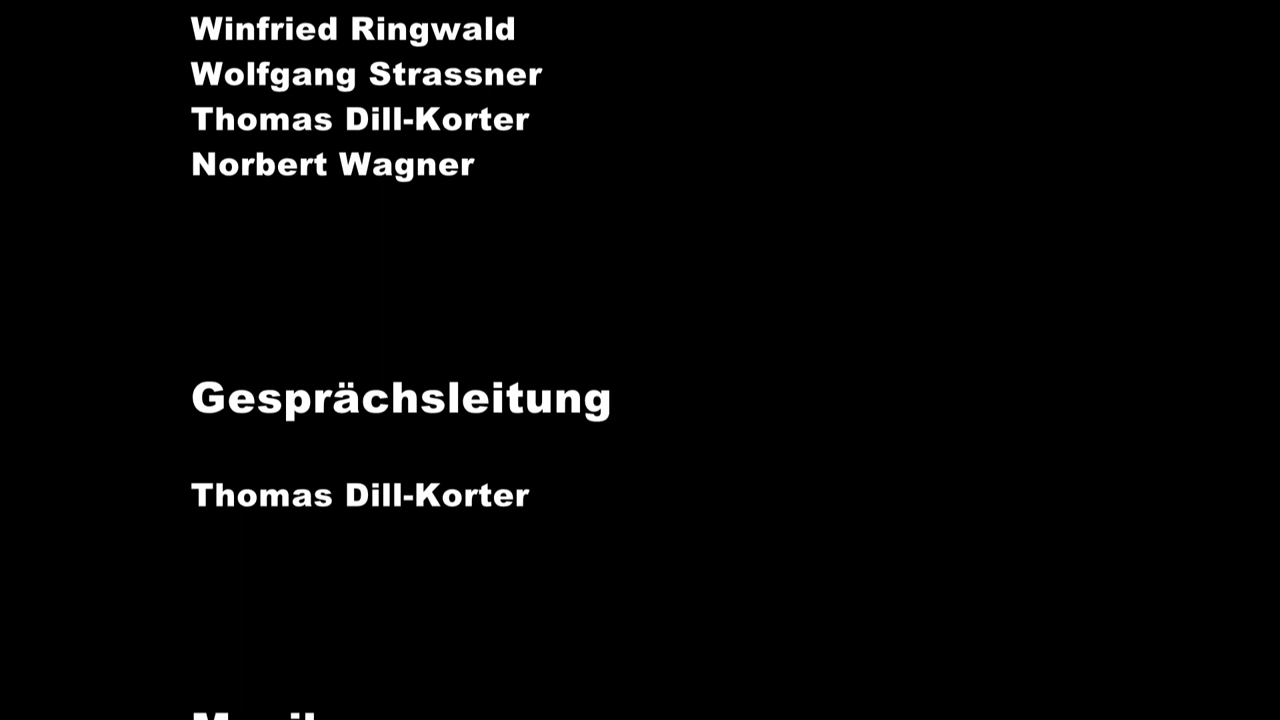 Winfried Ringwald
Wolfgang Strassner
Thomas Dill-Korter
Norbert Wagner
Gesprächsleitung
Thomas Dill-Korter